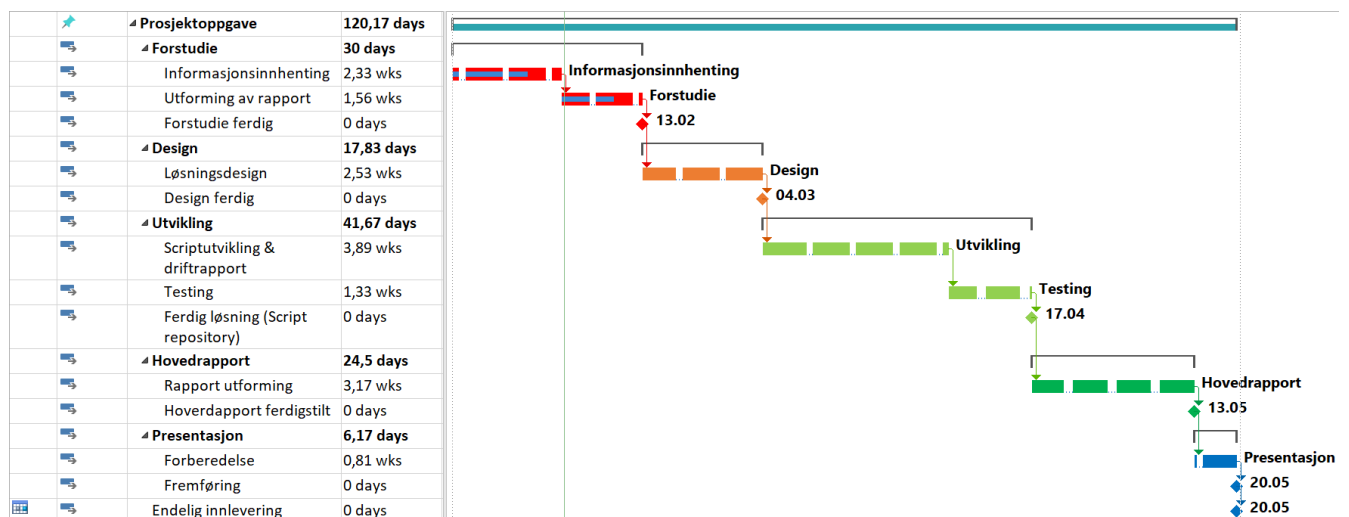 Prosjektoppgave 120,17 days
Forstudie 30 days
Informasjonsinnhenting 2,33 wks Informasjonsinnhenting
Utforming av rapport 1,56 wks Forstudie
Forstudie ferdig 0 days 13.02
Design 17,83 days
Løsningsdesign 2,53 wks Design
Design ferdig 0 days 04.03
Utvikling 41,67 days
Scriptutvikling & 3,89 wks Utvikling
driftrapport
Testing 1,33 wks Testing
Ferdig løsning (Script 0 days 17.04
repository)
Hovedrapport 24,5 days
Rapport utforming 3,17 wks Hovedrapport
Hoverdapport ferdigstilt 0 days 13.05
Presentasjon 6,17 days
Forberedelse 0,81 wks Presentasjon
Fremføring 0 days 20.05
Endelig innlevering 0 days 20.05